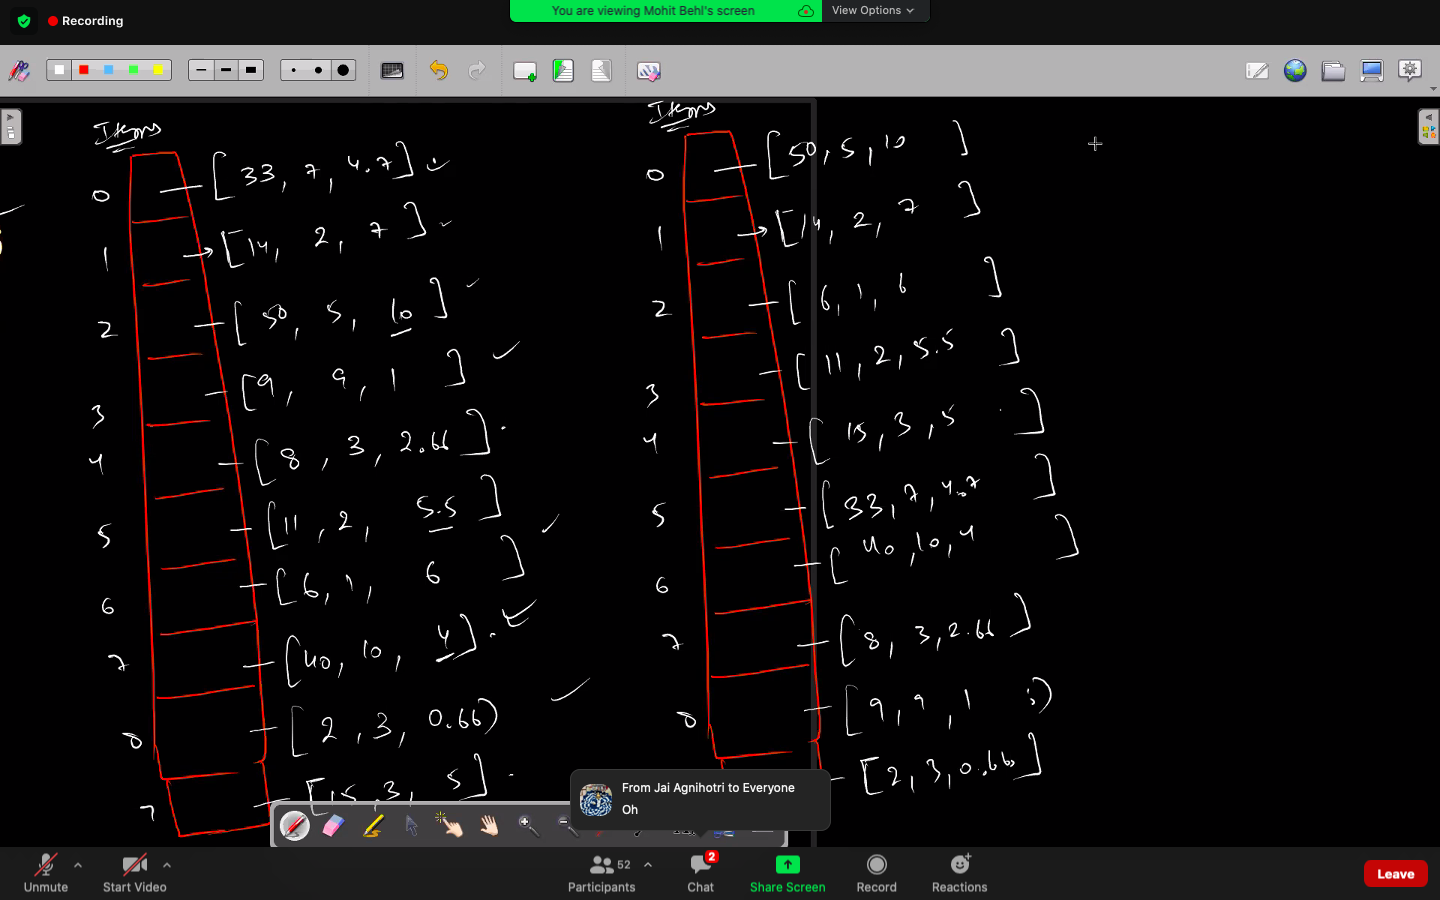 Recording
You are viewing Mohit Behl's screen
View Options
Items
0 [33, 7, 4.7]
1 [14, 2, 7]
2 [50, 5, 10]
3 [9, 9, 1]
4 [8, 3, 2.66]
5 [11, 2, 5.5]
6 [6, 1, 6]
7 [40, 10, 4]
8 [2, 3, 0.66)
[15, 3, 5]
Items
0 [50, 5, 10]
1 [14, 2, 7]
2 [6, 1, 6]
3 [11, 2, 5.5]
4 [15, 3, 5]
5 [33, 7, 4.7]
6 [40, 10, 4]
7 [8, 3, 2.66]
8 [9, 9, 1
[2, 3, 0.66]
From Jai Agnihotri to Everyone
Oh
Unmute
Start Video
52
Participants
2
Chat
Share Screen
Record
Reactions
Leave